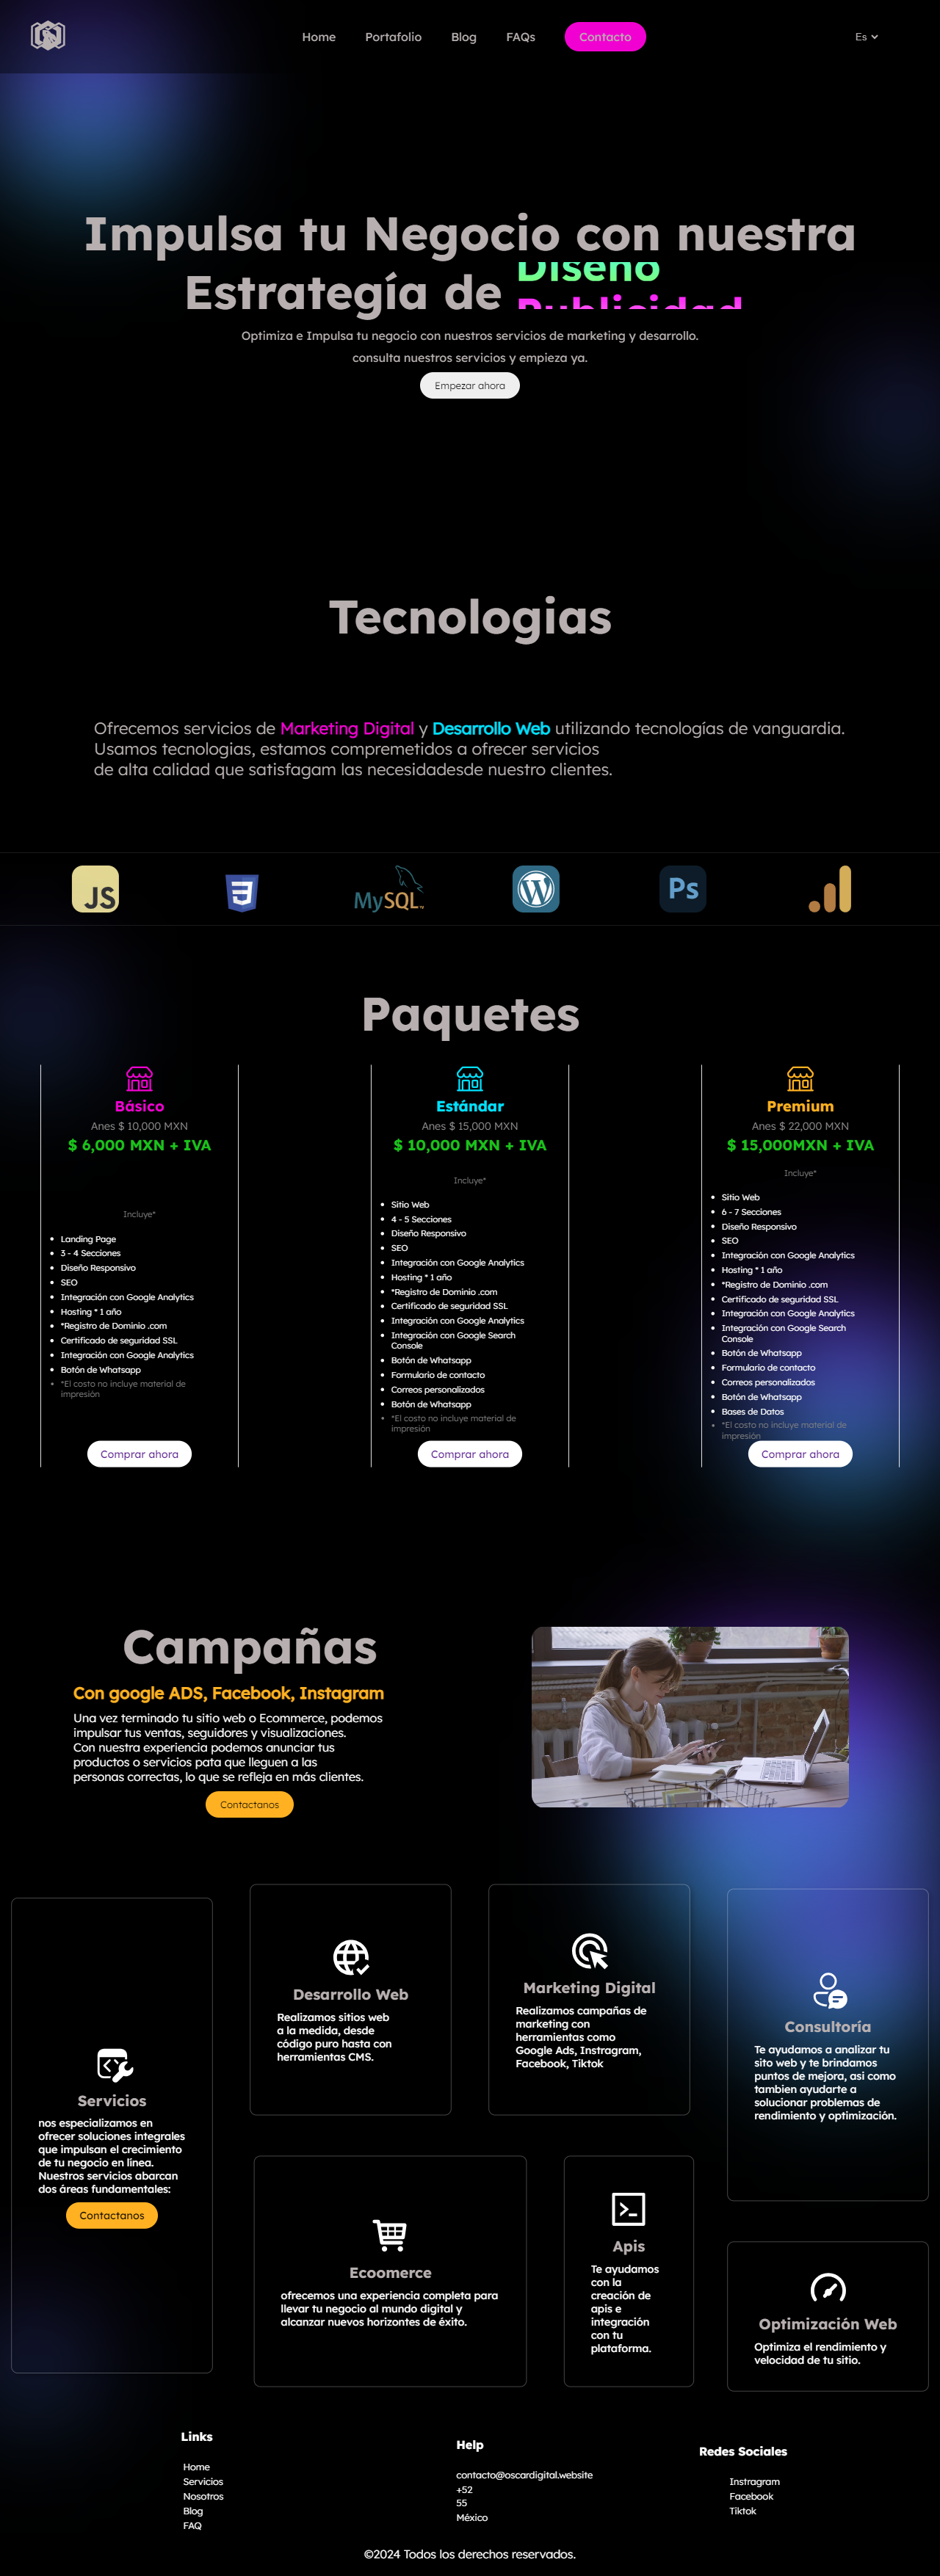 Home
Portafolio
Blog
FAQs
Contacto
Es
Impulsa tu Negocio con nuestra
Estrategía de Diseño
Publicidad
Optimiza e Impulsa tu negocio con nuestros servicios de marketing y desarrollo.
consulta nuestros servicios y empieza ya.
Empezar ahora
Tecnologias
Ofrecemos servicios de Marketing Digital y Desarrollo Web utilizando tecnologías de vanguardia.
Usamos tecnologias, estamos compremetidos a ofrecer servicios
de alta calidad que satisfagam las necesidadesde nuestro clientes.
JS
3
MySQL
W
Ps
Paquetes
Básico
Anes $ 10,000 MXN
$ 6,000 MXN + IVA
Incluye*
Landing Page
3 - 4 Secciones
Diseño Responsivo
SEO
Integración con Google Analytics
Hosting * 1 año
*Registro de Dominio .com
Certificado de seguridad SSL
Integración con Google Analytics
Botón de Whatsapp
*El costo no incluye material de
impresión
Comprar ahora
Estándar
Anes $ 15,000 MXN
$ 10,000 MXN + IVA
Incluye*
Sitio Web
4 - 5 Secciones
Diseño Responsivo
SEO
Integración con Google Analytics
Hosting * 1 año
*Registro de Dominio .com
Certificado de seguridad SSL
Integración con Google Analytics
Integración con Google Search
Console
Botón de Whatsapp
Formulario de contacto
Correos personalizados
Botón de Whatsapp
*El costo no incluye material de
impresión
Comprar ahora
Premium
Anes $ 22,000 MXN
$ 15,000MXN + IVA
Incluye*
Sitio Web
6 - 7 Secciones
Diseño Responsivo
SEO
Integración con Google Analytics
Hosting * 1 año
*Registro de Dominio .com
Certificado de seguridad SSL
Integración con Google Analytics
Integración con Google Search
Console
Botón de Whatsapp
Formulario de contacto
Correos personalizados
Botón de Whatsapp
Bases de Datos
*El costo no incluye material de
impresión
Comprar ahora
Campañas
Con google ADS, Facebook, Instagram
Una vez terminado tu sitio web o Ecommerce, podemos
impulsar tus ventas, seguidores y visualizaciones.
Con nuestra experiencia podemos anunciar tus
productos o servicios pata que lleguen a las
personas correctas, lo que se refleja en más clientes.
Contactanos
Servicios
nos especializamos en
ofrecer soluciones integrales
que impulsan el crecimiento
de tu negocio en línea.
Nuestros servicios abarcan
dos áreas fundamentales:
Contactanos
Desarrollo Web
Realizamos sitios web
a la medida, desde
código puro hasta con
herramientas CMS.
Marketing Digital
Realizamos campañas de
marketing con
herramientas como
Google Ads, Instragram,
Facebook, Tiktok
Consultoría
Te ayudamos a analizar tu
sito web y te brindamos
puntos de mejora, asi como
tambien ayudarte a
solucionar problemas de
rendimiento y optimización.
Ecoomerce
ofrecemos una experiencia completa para
llevar tu negocio al mundo digital y
alcanzar nuevos horizontes de éxito.
Apis
Te ayudamos
con la
creación de
apis e
integración
con tu
plataforma.
Optimización Web
Optimiza el rendimiento y
velocidad de tu sitio.
Links
Home
Servicios
Nosotros
Blog
FAQ
Help
contacto@oscardigital.website
+52
55
México
Redes Sociales
Instragram
Facebook
Tiktok
©2024 Todos los derechos reservados.